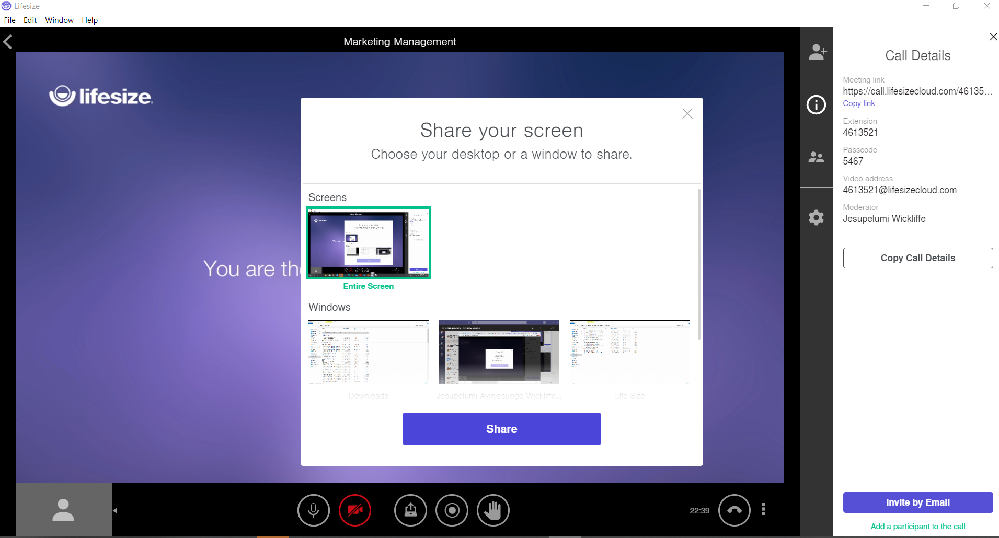 Lifesize
File Edit Window Help
Marketing Management
lifesize
You are the
Share your screen
Choose your desktop or a window to share.
Screens
Entire Screen
Windows
Downloads
Jesupelumi Ayinjesuogo Wickliffe...
LIfe Size
Share
22:39
Call Details
Meeting link
https://call.lifesizecloud.com/46135...
Copy link
Extension
4613521
Passcode
5467
Video address
4613521@lifesizecloud.com
Moderator
Jesupelumi Wickliffe
Copy Call Details
Invite by Email
Add a participant to the call